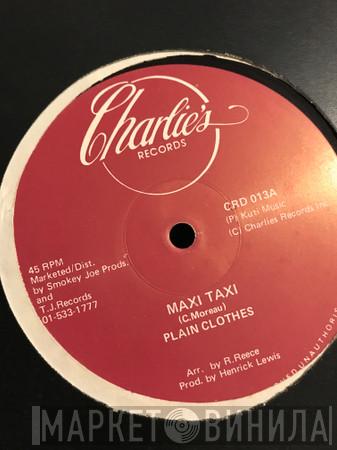 Charlie's
RECORDS
CRD 013A
(P) Kuti Music
(C) Charlies Records Inc.
45 RPM
Marketed/Dist.
by Smokey Joe Prods.
and
T.J.Records
01-533-1777
MAXI TAXI
(C.Moreau)
PLAIN CLOTHES
Arr. by R.Reece
Prod. by Henrick Lewis
UNAUTHORIS
МАРКЕТ ВИНИЛА